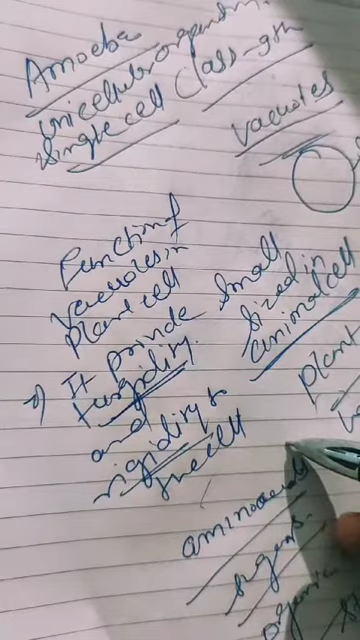 Amoeba
Unicellular organism.
Single cell
Class-9th
Vacuoles
Function of
Vacuoles in
plant cell
1) It provide
turgidity.
and
rigidity to
the cell
Small
sized in
animal cell
plant
amino acids
sugars.
organic